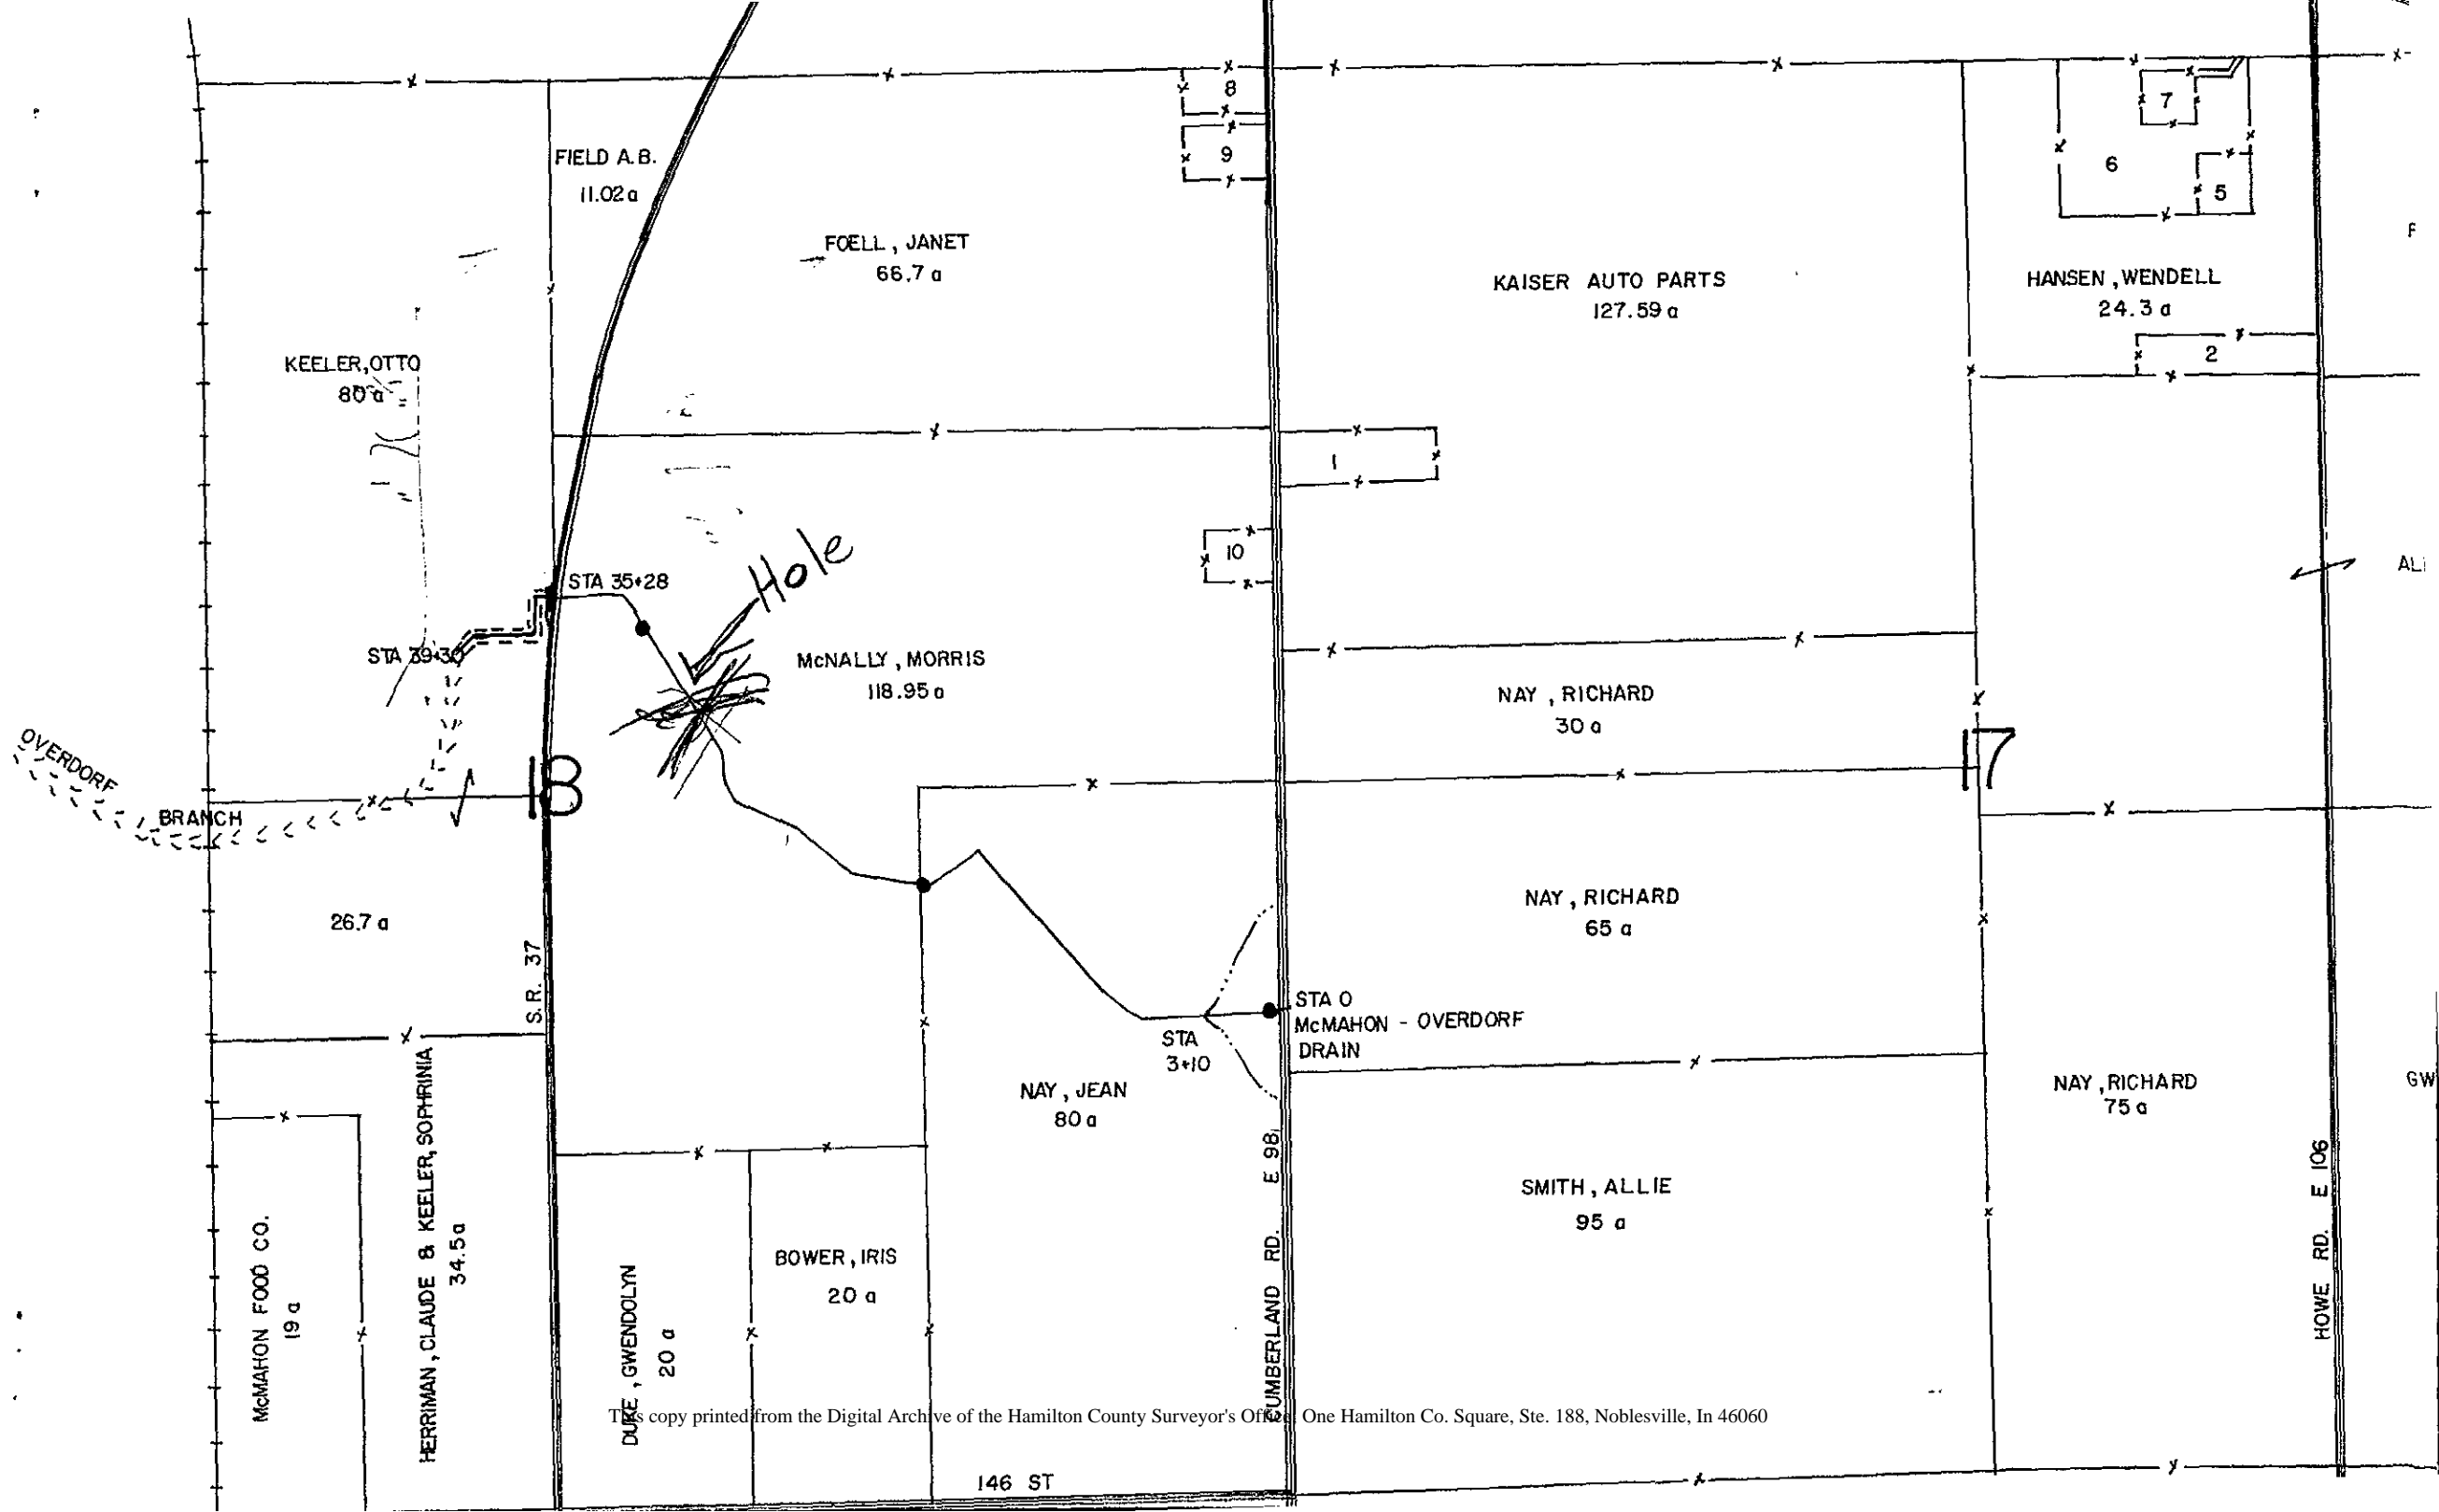 8
7
FIELD A.B.
11.02 a
9
6
5
FOELL, JANET
66.7 a
KAISER AUTO PARTS
127.59 a
HANSEN, WENDELL
24.3 a
F
2
KEELER, OTTO
80 a
1
Hole
10
AL
STA 35+28
STA 39+30
McNALLY, MORRIS
118.95 a
NAY, RICHARD
30 a
17
OVERDORF
BRANCH
18
26.7 a
S.R. 37
NAY, RICHARD
65 a
STA 0
McMAHON - OVERDORF
DRAIN
STA
3+10
NAY, JEAN
80 a
NAY, RICHARD
75 a
GW
SMITH, ALLIE
95 a
McMAHON FOOD CO.
19 a
HERRIMAN, CLAUDE & KEELER, SOPHRINIA
34.5 a
DUKE, GWENDOLYN
20 a
BOWER, IRIS
20 a
CUMBERLAND RD. E 98
HOWE RD. E 106
This copy printed from the Digital Archive of the Hamilton County Surveyor's Office, One Hamilton Co. Square, Ste. 188, Noblesville, In 46060
146 ST